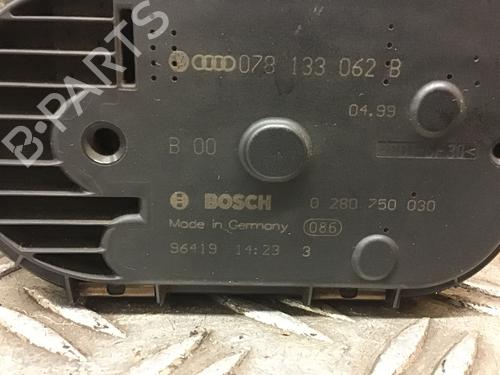 078 133 062 B
04.99
B 00
BOSCH 0 280 750 030
Made in Germany 086
96419 14:23 3
B-PARTS